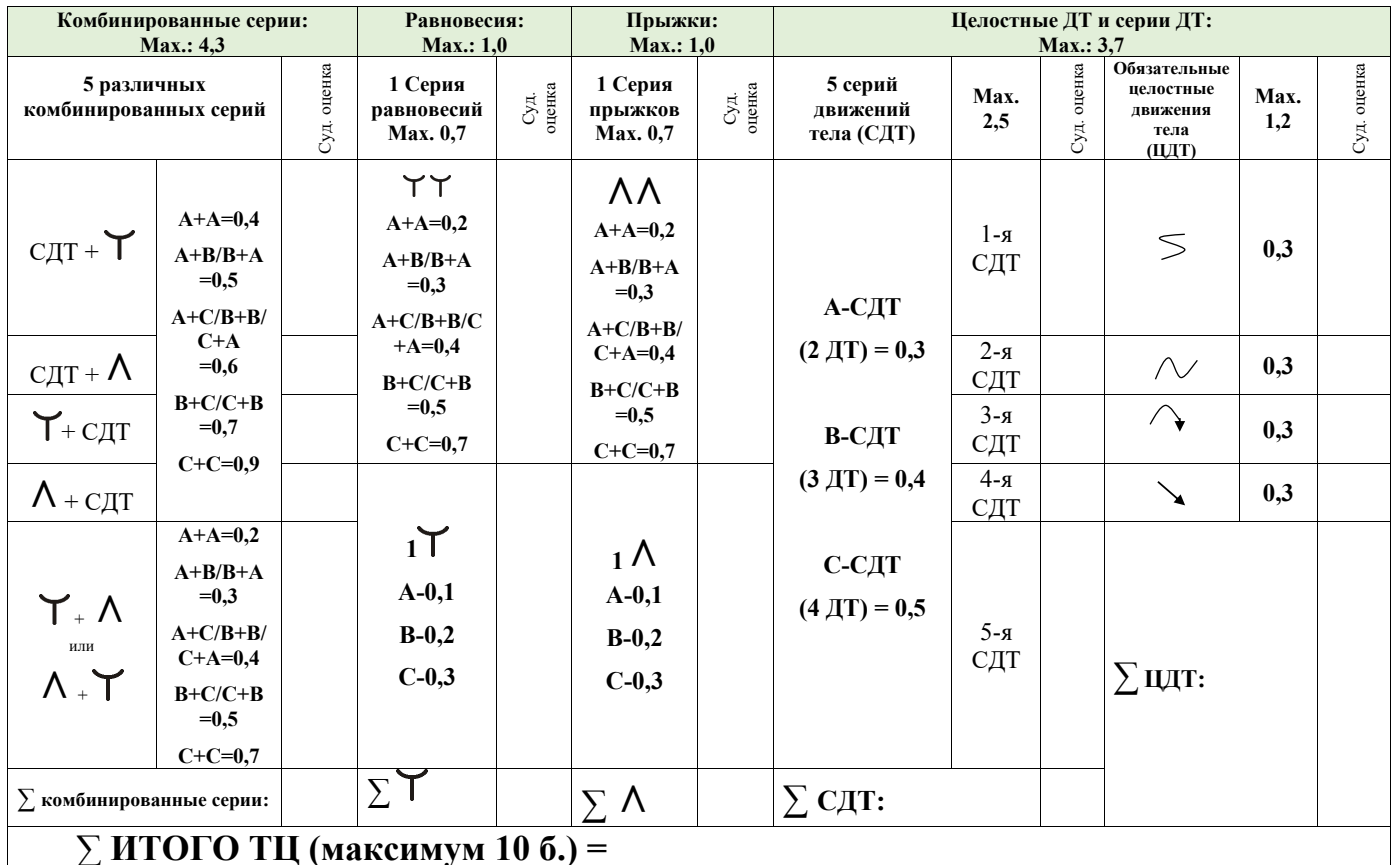 Комбинированные серии:
Max.: 4,3
Равновесия:
Max.: 1,0
Прыжки:
Max.: 1,0
Целостные ДТ и серии ДТ:
Max.: 3,7
5 различных
комбинированных серий
Суд. оценка
1 Серия
равновесий
Max. 0,7
Суд.
оценка
1 Серия
прыжков
Max. 0,7
Суд.
оценка
5 серий
движений
тела (СДТ)
Max.
2,5
Суд. оценка
Обязательные
целостные
движения
тела
(ЦДТ)
Max.
1,2
Суд. оценка
СДТ +
СДТ +
+ СДТ
+ СДТ
A+A=0,4
A+B/B+A
=0,5
A+C/B+B/
C+A
=0,6
B+C/C+B
=0,7
C+C=0,9
A+A=0,2
A+B/B+A
=0,3
A+C/B+B/C
+A=0,4
B+C/C+B
=0,5
C+C=0,7
A+A=0,2
A+B/B+A
=0,3
A+C/B+B/
C+A=0,4
B+C/C+B
=0,5
C+C=0,7
А-СДТ
(2 ДТ) = 0,3
В-СДТ
(3 ДТ) = 0,4
С-СДТ
(4 ДТ) = 0,5
1-я
СДТ
0,3
2-я
СДТ
0,3
3-я
СДТ
0,3
4-я
СДТ
0,3
+
или
+
A+A=0,2
A+B/B+A
=0,3
A+C/B+B/
C+A=0,4
B+C/C+B
=0,5
C+C=0,7
1
A-0,1
B-0,2
C-0,3
1
A-0,1
B-0,2
C-0,3
5-я
СДТ
∑ ЦДТ:
∑ комбинированные серии:
∑
∑
∑ СДТ:
∑ ИТОГО ТЦ (максимум 10 б.) =